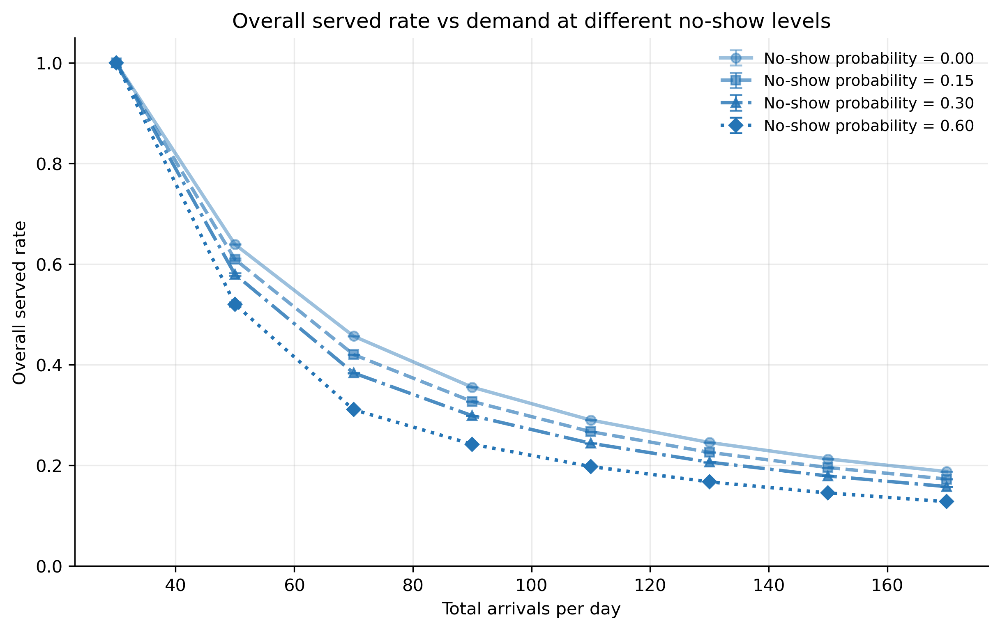 Overall served rate vs demand at different no-show levels
No-show probability = 0.00
No-show probability = 0.15
No-show probability = 0.30
No-show probability = 0.60
Overall served rate
1.0
0.8
0.6
0.4
0.2
0.0
40 60 80 100 120 140 160
Total arrivals per day